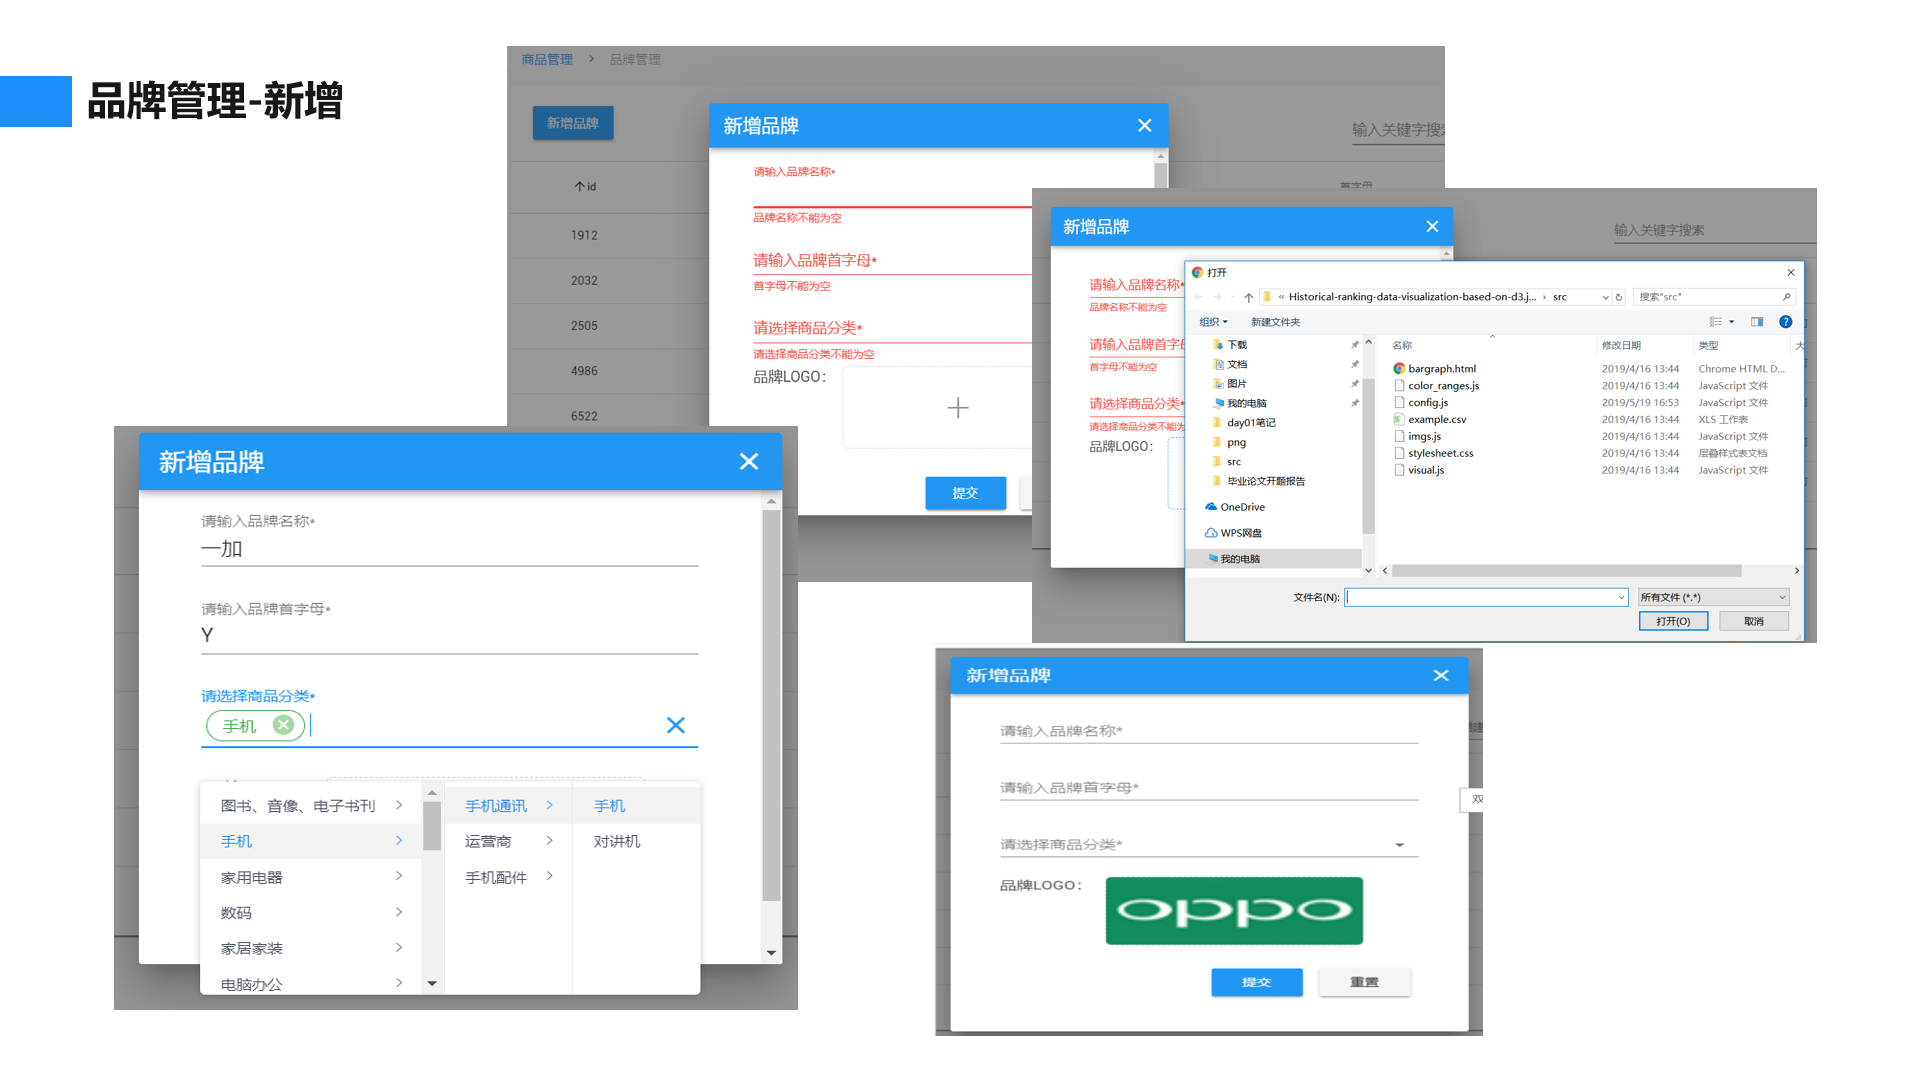 品牌管理-新增
商品管理 > 品牌管理
新增品牌
输入关键字搜
id
1912
2032
2505
4986
6522
新增品牌
请输入品牌名称*
品牌名称不能为空
请输入品牌首字母*
首字母不能为空
请选择商品分类*
请选择商品分类不能为空
品牌LOGO：
提交
输入关键字搜索
新增品牌
请输入品牌名称*
品牌名称不能为空
请输入品牌首字
首字母不能为空
请选择商品分类*
请选择商品分类不能为
品牌LOGO：
打开
« Historical-ranking-data-visualization-based-on-d3.j... › src
搜索"src"
组织
新建文件夹
下载
文档
图片
我的电脑
day01笔记
png
src
毕业论文开题报告
OneDrive
WPS网盘
我的电脑
名称 修改日期 类型 大
bargraph.html 2019/4/16 13:44 Chrome HTML D...
color_ranges.js 2019/4/16 13:44 JavaScript 文件
config.js 2019/5/19 16:53 JavaScript 文件
example.csv 2019/4/16 13:44 XLS 工作表
imgs.js 2019/4/16 13:44 JavaScript 文件
stylesheet.css 2019/4/16 13:44 层叠样式表文档
visual.js 2019/4/16 13:44 JavaScript 文件
文件名(N):
所有文件 (*.*)
打开(O)
取消
新增品牌
请输入品牌名称*
一加
请输入品牌首字母*
Y
请选择商品分类*
手机
图书、音像、电子书刊
手机
家用电器
数码
家居家装
电脑办公
手机通讯
运营商
手机配件
手机
对讲机
新增品牌
请输入品牌名称*
请输入品牌首字母*
请选择商品分类*
品牌LOGO：
oppo
提交
重置
双